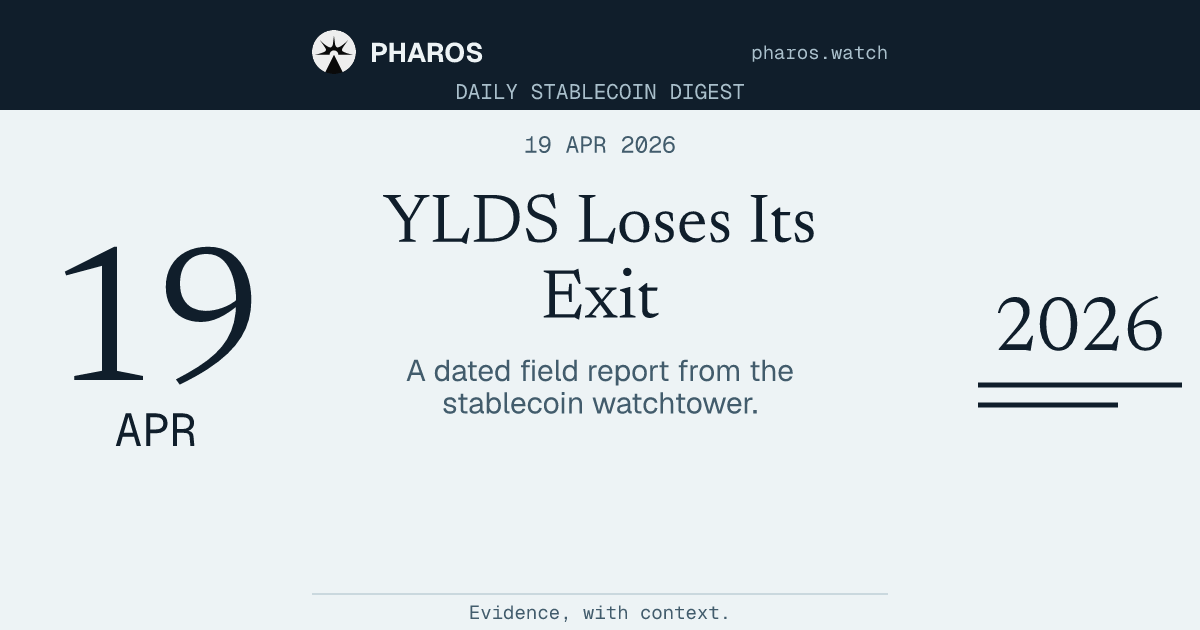 PHAROS
pharos.watch
DAILY STABLECOIN DIGEST
19 APR 2026
YLDS Loses Its
Exit
A dated field report from the
stablecoin watchtower.
19
APR
2026
Evidence, with context.